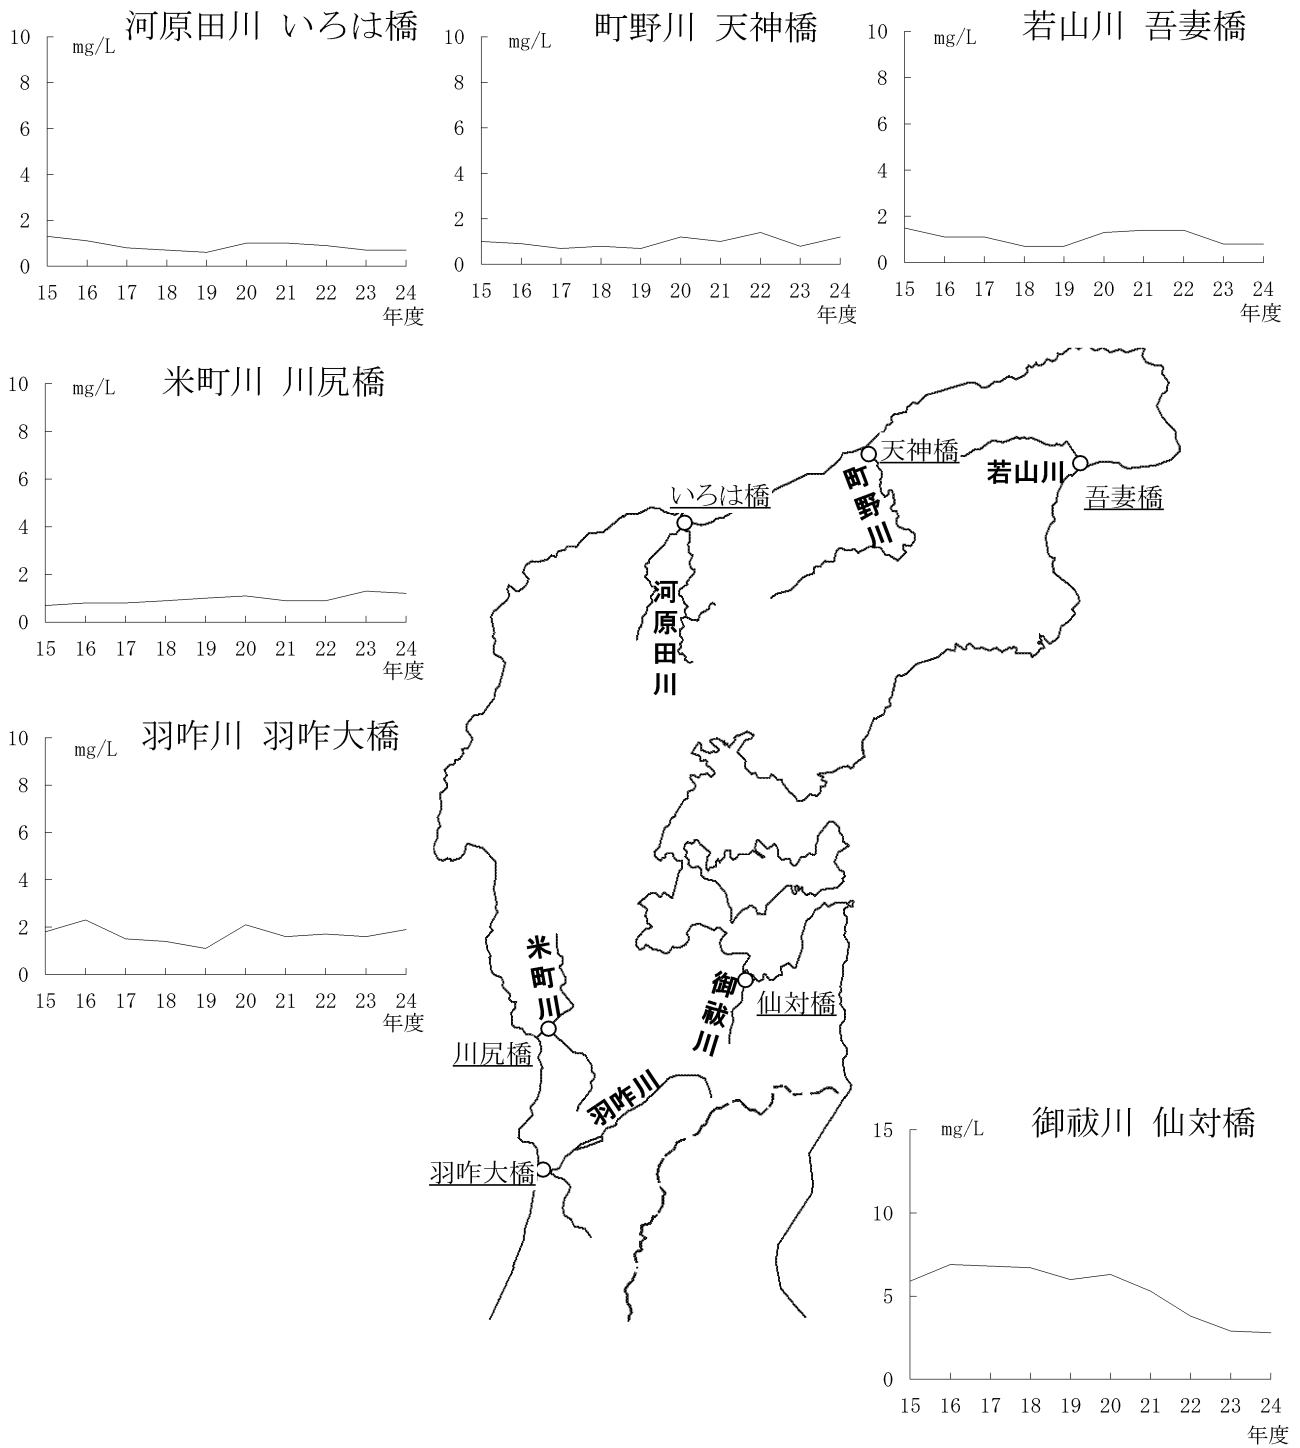 河原田川 いろは橋
mg/L
10
8
6
4
2
0
15 16 17 18 19 20 21 22 23 24
年度
町野川 天神橋
mg/L
10
8
6
4
2
0
15 16 17 18 19 20 21 22 23 24
年度
若山川 吾妻橋
mg/L
10
8
6
4
2
0
15 16 17 18 19 20 21 22 23 24
年度
米町川 川尻橋
mg/L
10
8
6
4
2
0
15 16 17 18 19 20 21 22 23 24
年度
羽咋川 羽咋大橋
mg/L
10
8
6
4
2
0
15 16 17 18 19 20 21 22 23 24
年度
天神橋
町野川
若山川
吾妻橋
いろは橋
河原田川
米町川
川尻橋
御祓川
仙対橋
羽咋川
羽咋大橋
御祓川 仙対橋
mg/L
15
10
5
0
15 16 17 18 19 20 21 22 23 24
年度